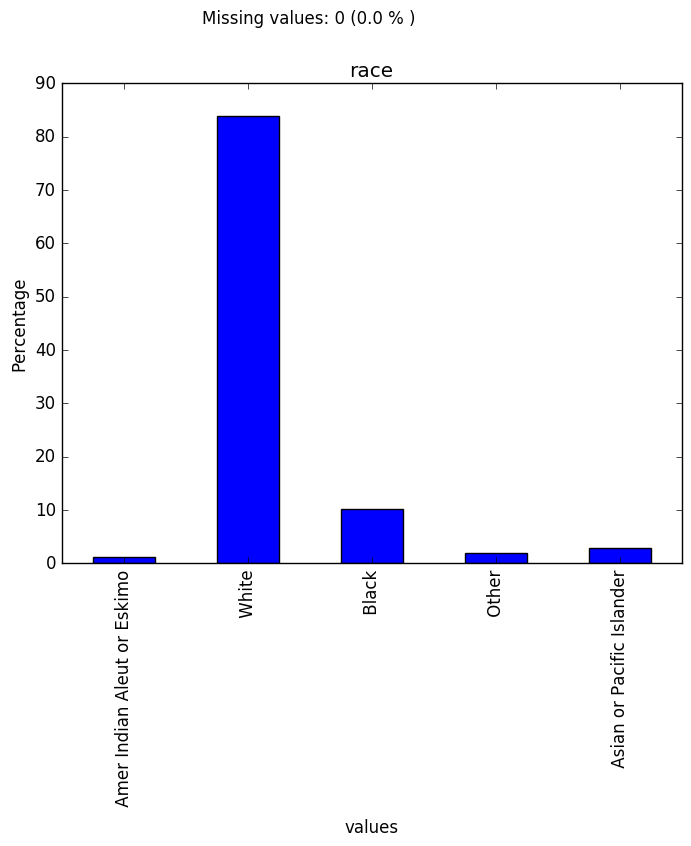 Missing values: 0 (0.0 % )
race
90
80
70
60
50
40
30
20
10
0
Percentage
Amer Indian Aleut or Eskimo
White
Black
Other
Asian or Pacific Islander
values